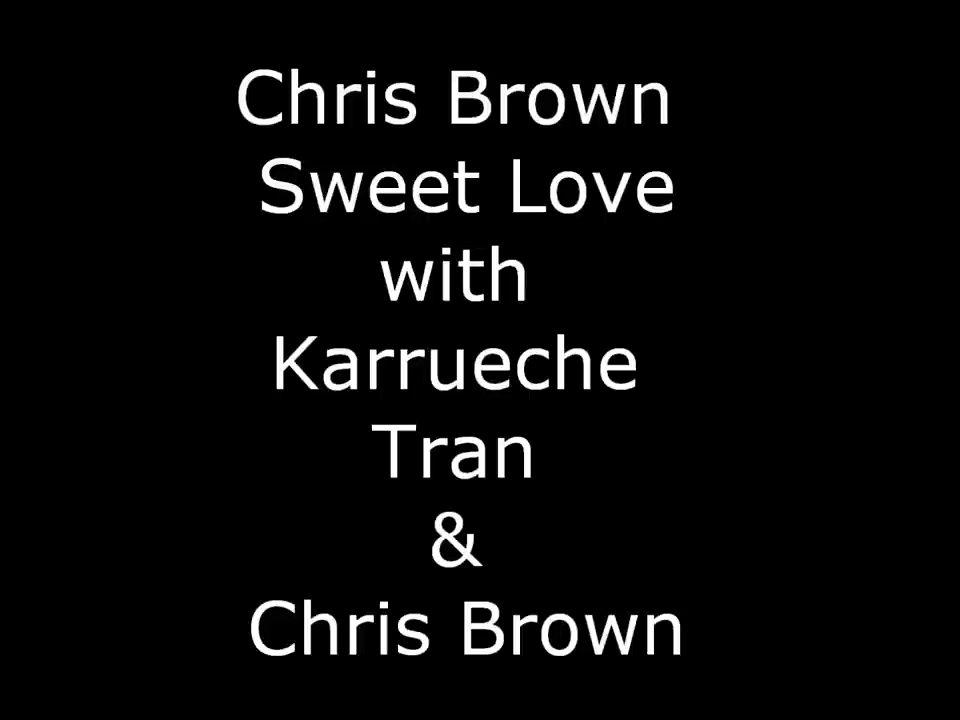 Chris Brown
Sweet Love
with
Karrueche
Tran
&
Chris Brown